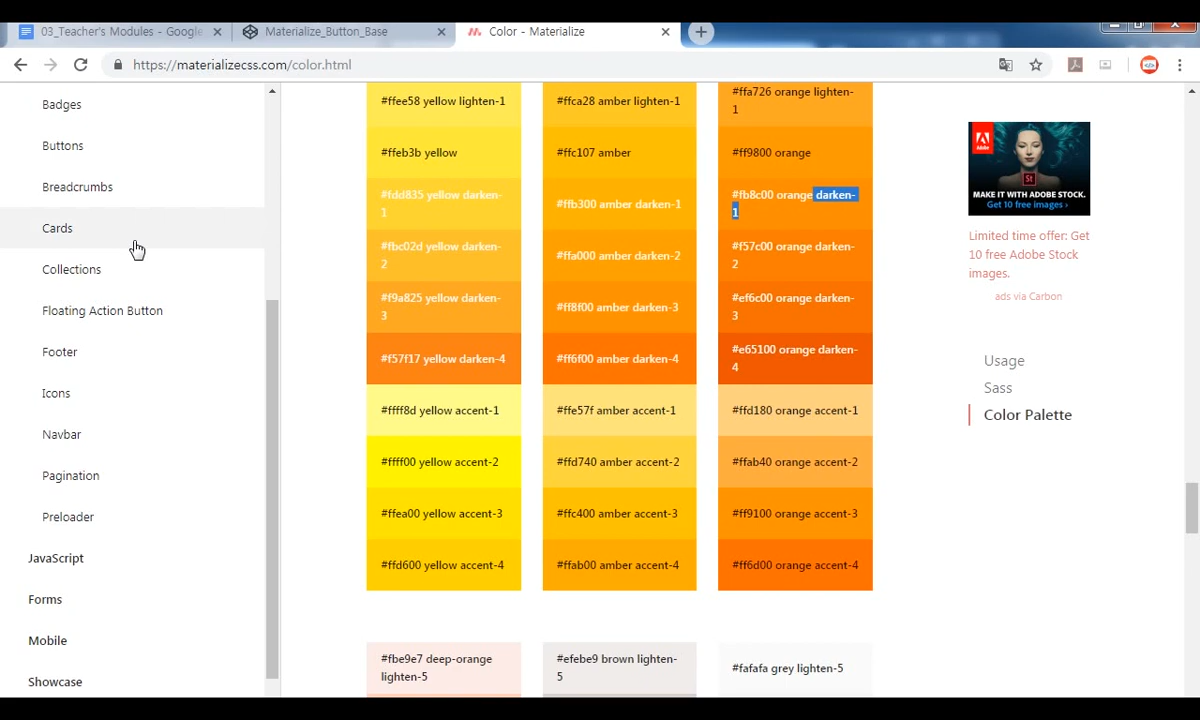 03_Teacher's Modules - Google
Materialize_Button_Base
Color - Materialize
https://materializecss.com/color.html
Badges
Buttons
Breadcrumbs
Cards
Collections
Floating Action Button
Footer
Icons
Navbar
Pagination
Preloader
JavaScript
Forms
Mobile
Showcase
#ffee58 yellow lighten-1
#ffeb3b yellow
#fdd835 yellow darken-
1
#fbc02d yellow darken-
2
#f9a825 yellow darken-
3
#f57f17 yellow darken-4
#ffff8d yellow accent-1
#ffff00 yellow accent-2
#ffea00 yellow accent-3
#ffd600 yellow accent-4
#ffca28 amber lighten-1
#ffc107 amber
#ffb300 amber darken-1
#ffa000 amber darken-2
#ff8f00 amber darken-3
#ff6f00 amber darken-4
#ffe57f amber accent-1
#ffd740 amber accent-2
#ffc400 amber accent-3
#ffab00 amber accent-4
#ffa726 orange lighten-
1
#ff9800 orange
#fb8c00 orange darken-
1
#f57c00 orange darken-
2
#ef6c00 orange darken-
3
#e65100 orange darken-
4
#ffd180 orange accent-1
#ffab40 orange accent-2
#ff9100 orange accent-3
#ff6d00 orange accent-4
#fbe9e7 deep-orange
lighten-5
#efebe9 brown lighten-
5
#fafafa grey lighten-5
St
MAKE IT WITH ADOBE STOCK.
Get 10 free images ›
Limited time offer: Get
10 free Adobe Stock
images.
ads via Carbon
Usage
Sass
Color Palette